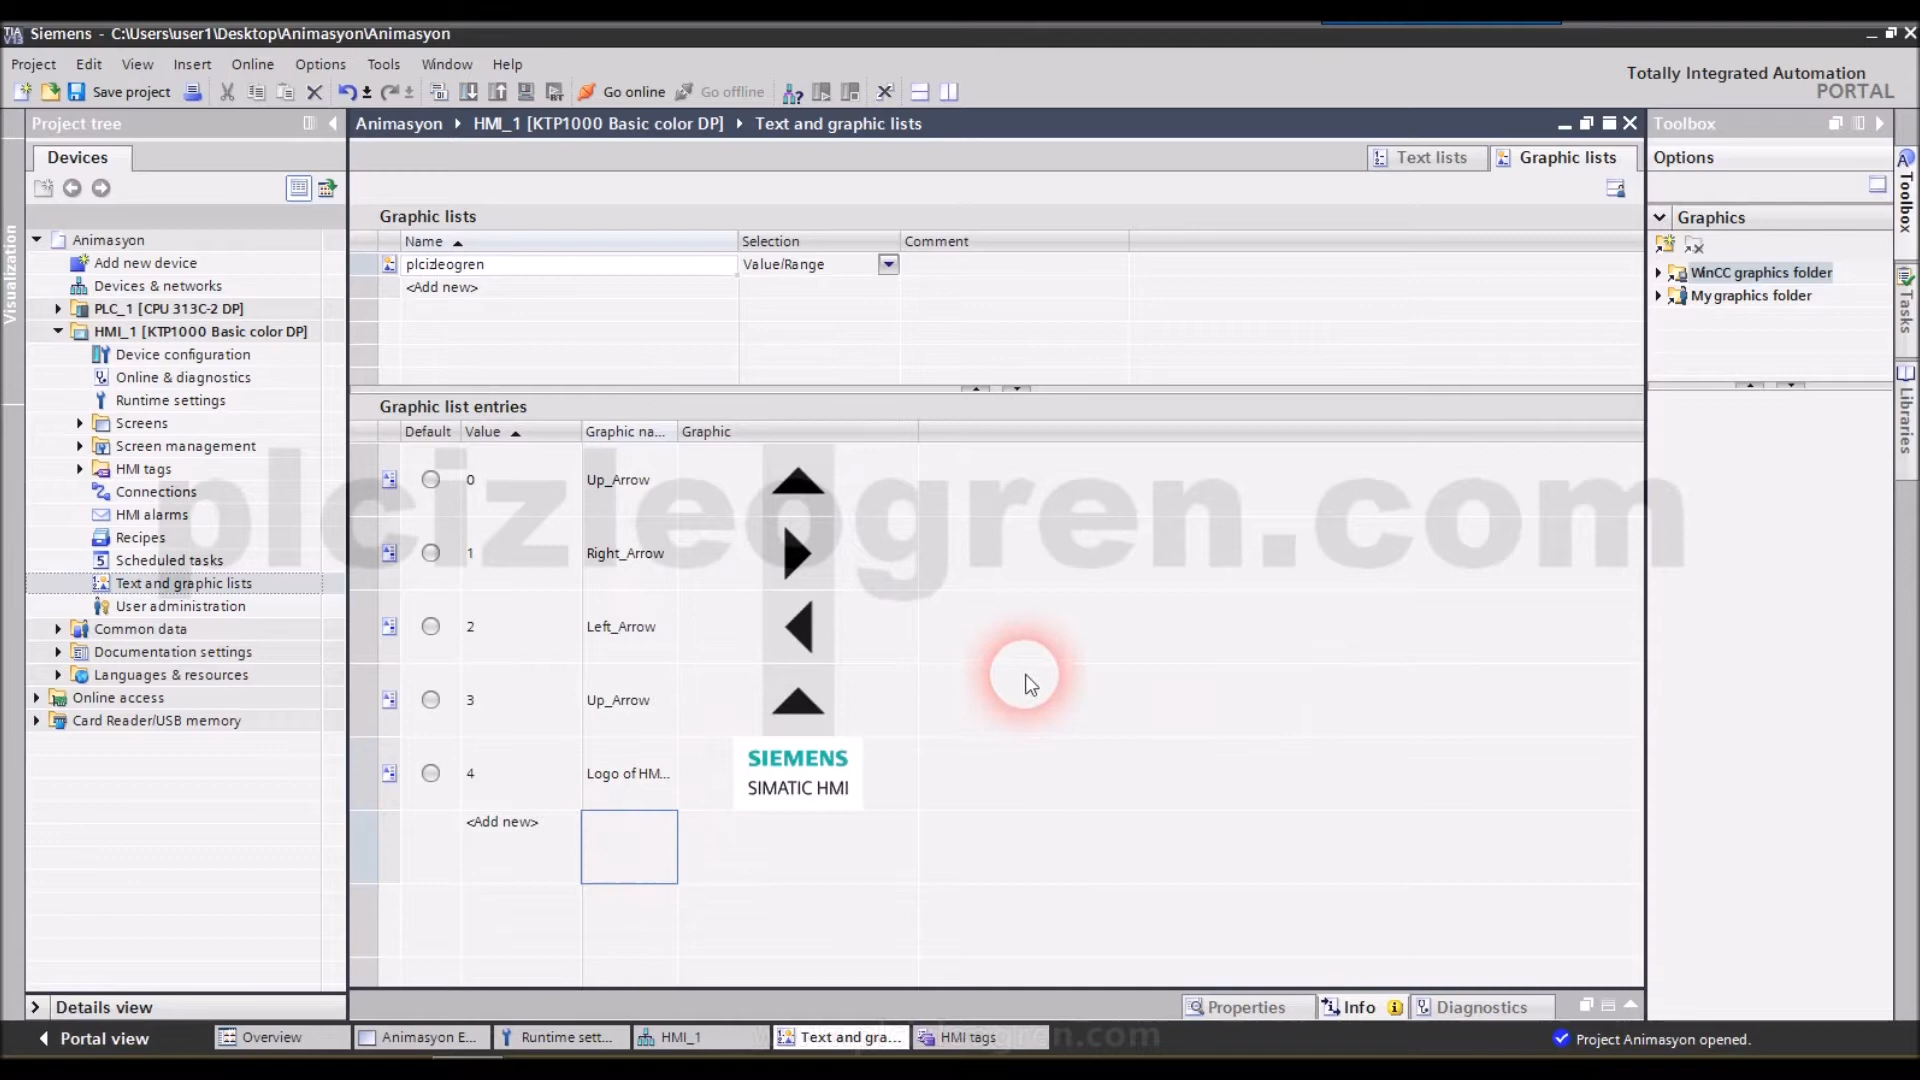 Siemens - C:\Users\user1\Desktop\Animasyon\Animasyon
Project Edit View Insert Online Options Tools Window Help
Totally Integrated Automation
PORTAL
Save project
Go online
Go offline
Project tree
Animasyon HMI_1 [KTP1000 Basic color DP] Text and graphic lists
Toolbox
Devices
Text lists
Graphic lists
Options
Visualization
Graphic lists
Name Selection Comment
plcizleogren Value/Range
<Add new>
Graphics
WinCC graphics folder
My graphics folder
Toolbox
Tasks
Libraries
Animasyon
Add new device
Devices & networks
PLC_1 [CPU 313C-2 DP]
HMI_1 [KTP1000 Basic color DP]
Device configuration
Online & diagnostics
Runtime settings
Screens
Screen management
HMI tags
Connections
HMI alarms
Recipes
Scheduled tasks
Text and graphic lists
User administration
Common data
Documentation settings
Languages & resources
Online access
Card Reader/USB memory
Graphic list entries
Default Value Graphic na... Graphic
0 Up_Arrow
1 Right_Arrow
2 Left_Arrow
3 Up_Arrow
4 Logo of HM...
SIEMENS
SIMATIC HMI
<Add new>
plcizleogren.com
Details view
Properties Info Diagnostics
Portal view
Overview
Animasyon E...
Runtime sett...
HMI_1
Text and gra...
HMI tags
Project Animasyon opened.